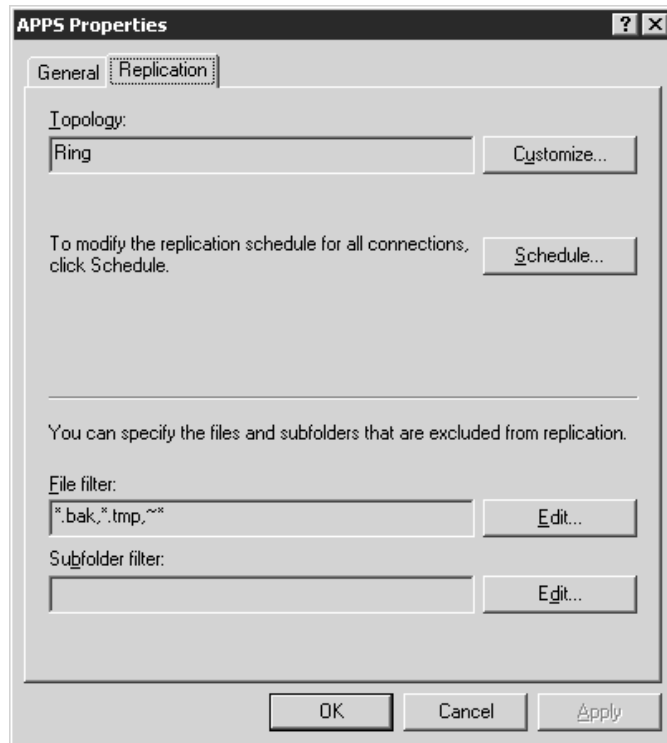 APPS Properties
General
Replication
Topology:
Ring
Customize...
To modify the replication schedule for all connections,
click Schedule.
Schedule...
You can specify the files and subfolders that are excluded from replication.
File filter:
*.bak,*.tmp,~*
Edit...
Subfolder filter:
Edit...
OK
Cancel
Apply